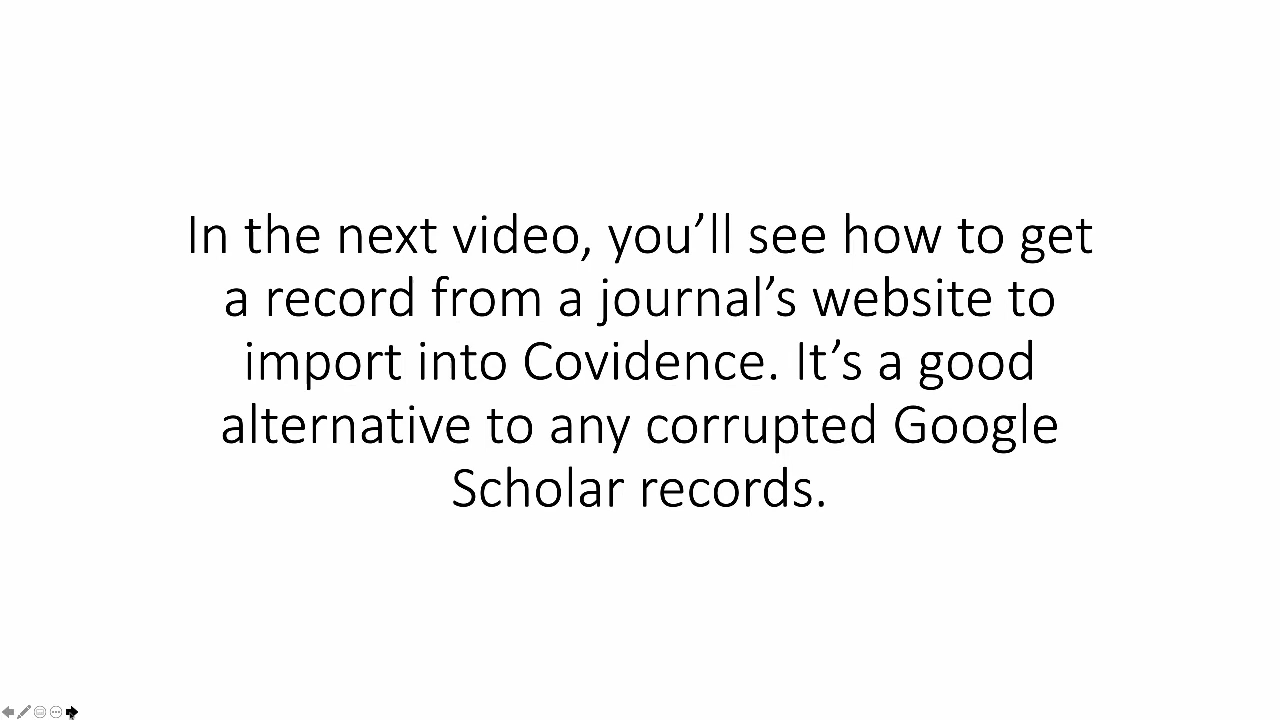 In the next video, you’ll see how to get
a record from a journal’s website to
import into Covidence. It’s a good
alternative to any corrupted Google
Scholar records.